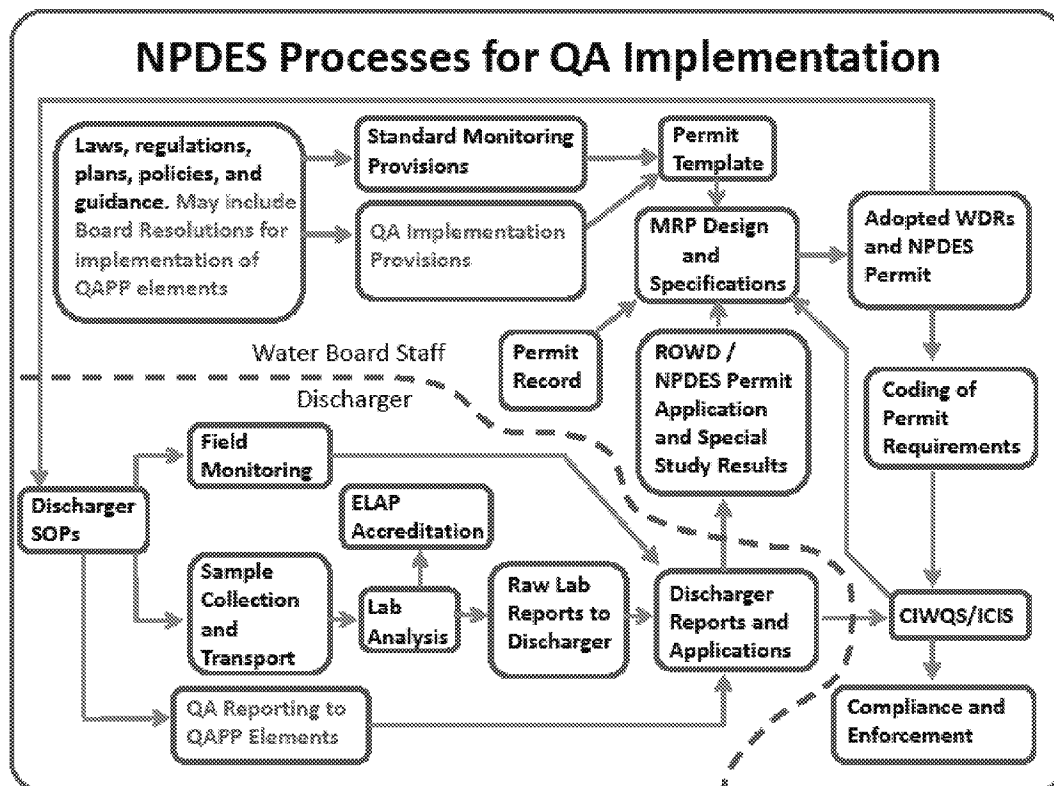 NPDES Processes for QA Implementation
Laws, regulations,
plans, policies, and
guidance. May include
Board Resolutions for
implementation of
QAPP elements
Standard Monitoring
Provisions
QA Implementation
Provisions
Permit
Template
MRP Design
and
Specifications
Adopted WDRs
and NPDES
Permit
Water Board Staff
Discharger
Permit
Record
ROWD /
NPDES Permit
Application
and Special
Study Results
Coding of
Permit
Requirements
Field
Monitoring
Discharger
SOPs
ELAP
Accreditation
Sample
Collection
and
Transport
Lab
Analysis
Raw Lab
Reports to
Discharger
Discharger
Reports and
Applications
CIWQS/ICIS
QA Reporting to
QAPP Elements
Compliance and
Enforcement